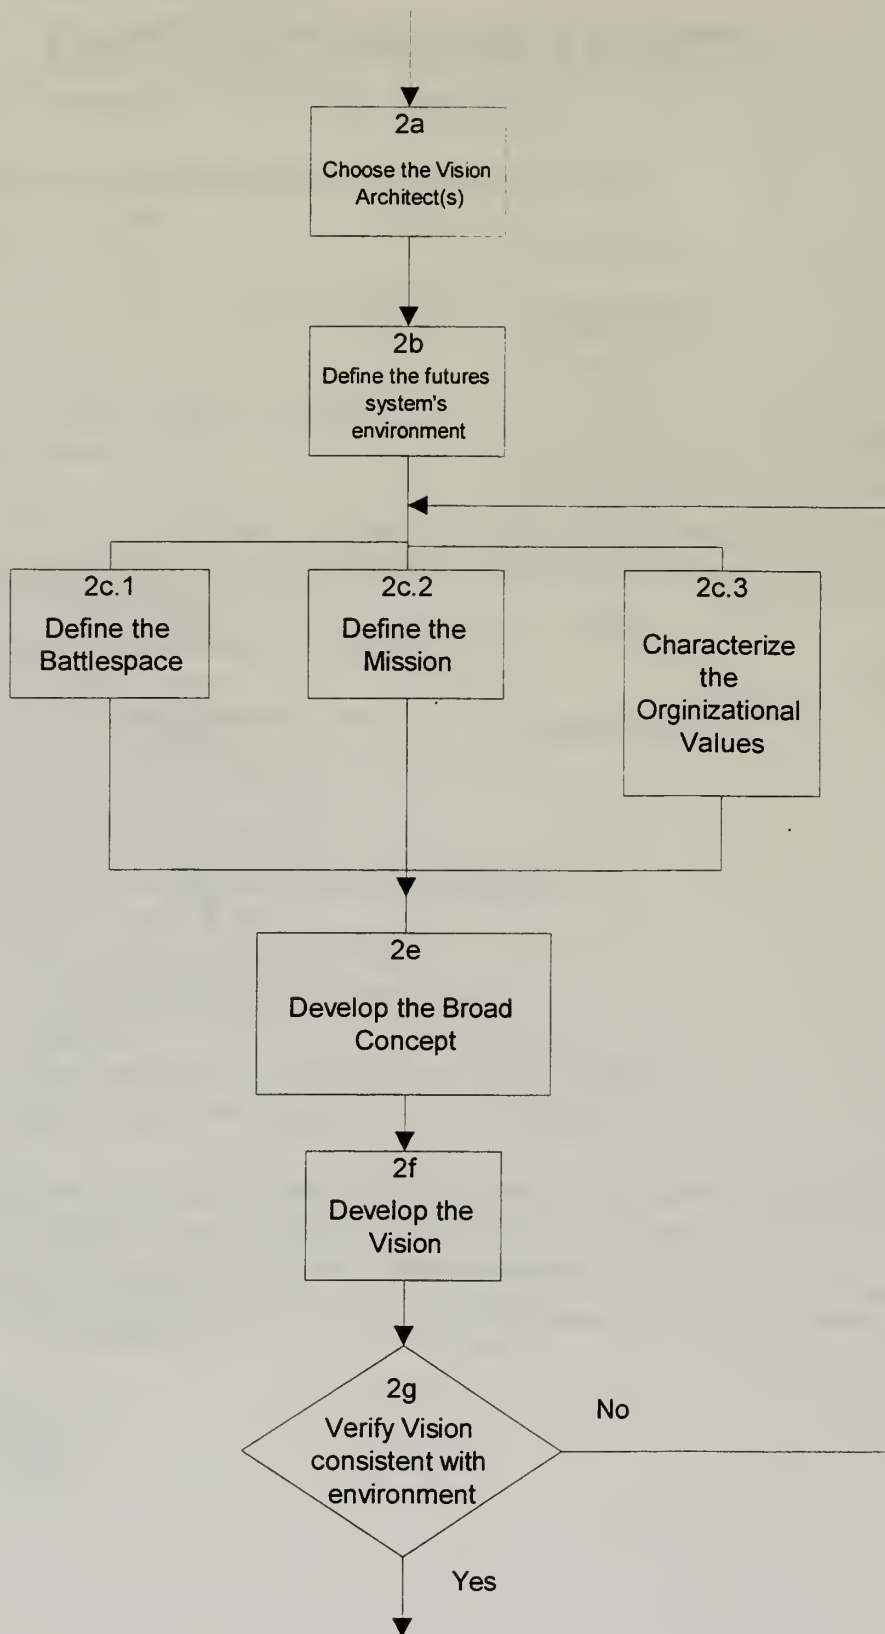 2a
Choose the Vision
Architect(s)
2b
Define the futures
system's
environment
2c.1
Define the
Battlespace
2c.2
Define the
Mission
2c.3
Characterize
the
Orginizational
Values
2e
Develop the Broad
Concept
2f
Develop the
Vision
2g
Verify Vision
consistent with
environment
No
Yes